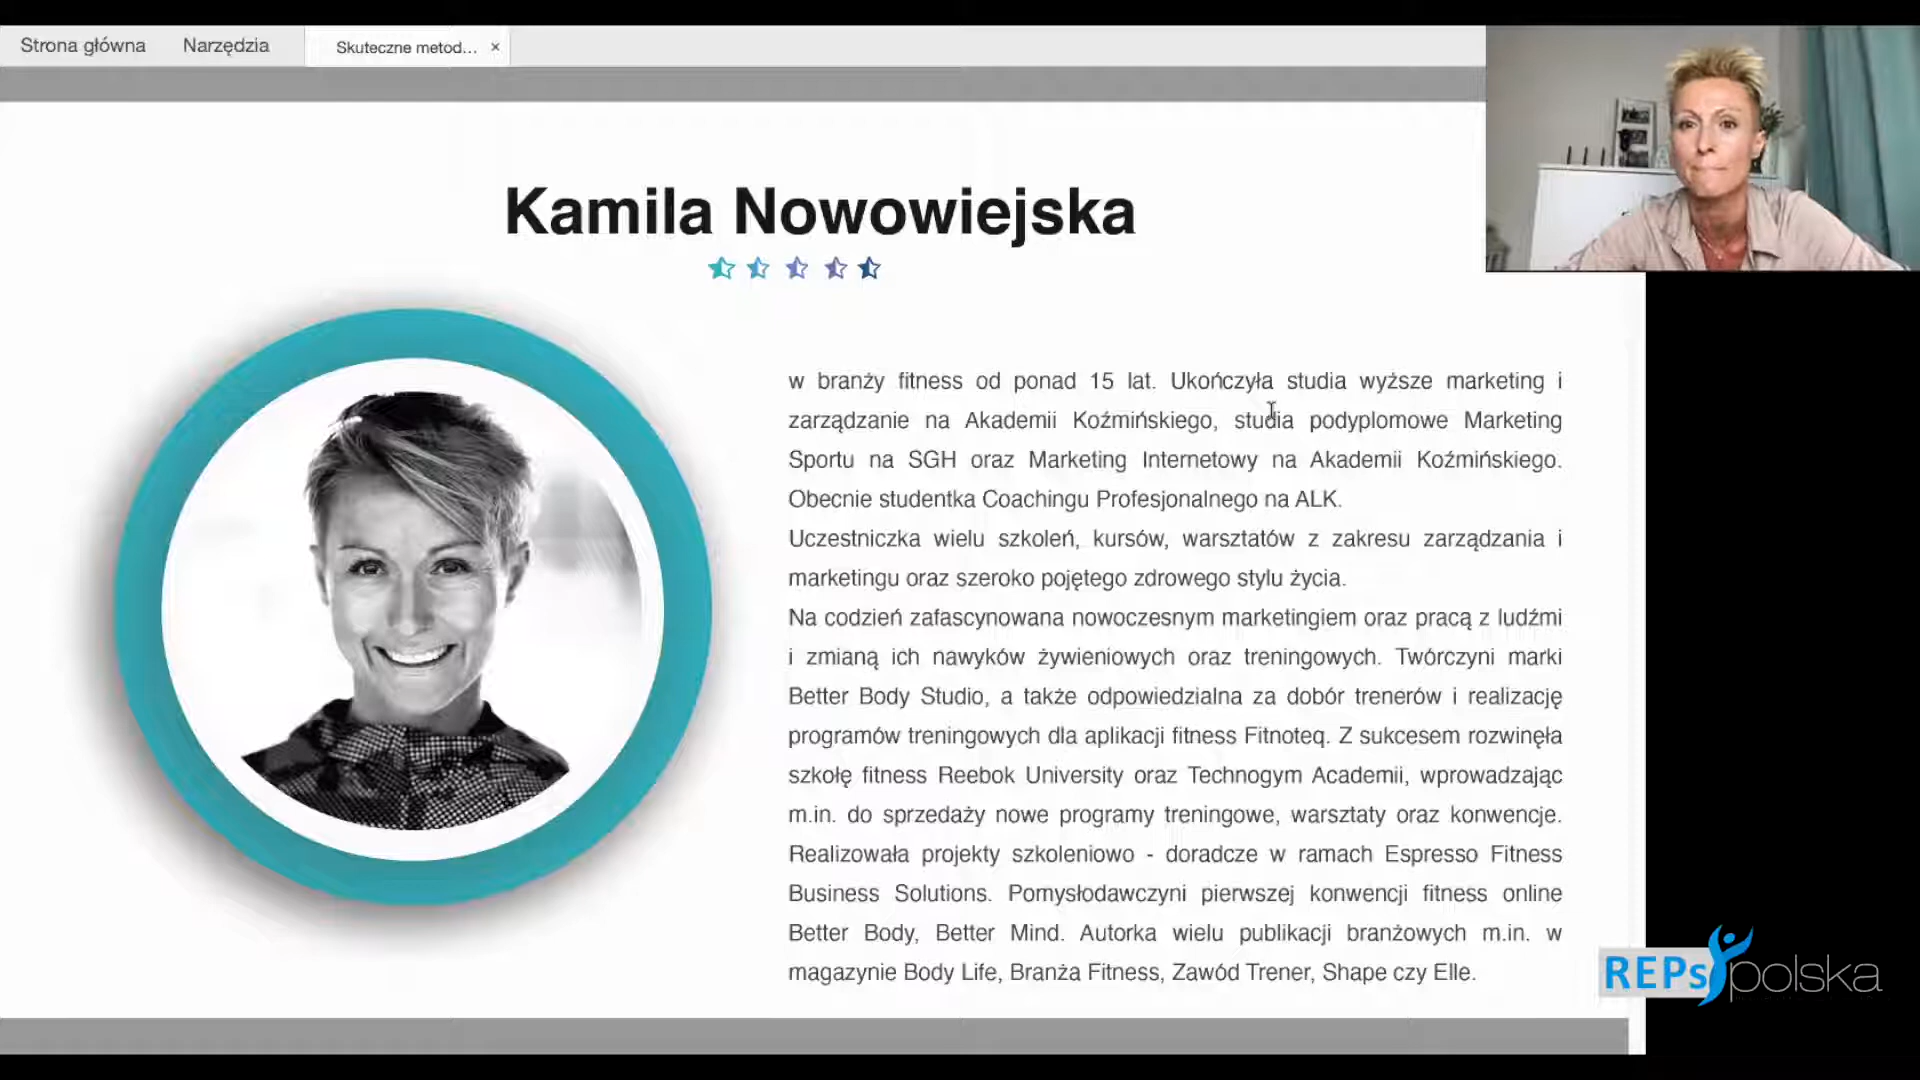 Strona główna
Narzędzia
Skuteczne metod... ×
Kamila Nowowiejska
w branży fitness od ponad 15 lat. Ukończyła studia wyższe marketing i
zarządzanie na Akademii Koźmińskiego, studia podyplomowe Marketing
Sportu na SGH oraz Marketing Internetowy na Akademii Koźmińskiego.
Obecnie studentka Coachingu Profesjonalnego na ALK.
Uczestniczka wielu szkoleń, kursów, warsztatów z zakresu zarządzania i
marketingu oraz szeroko pojętego zdrowego stylu życia.
Na codzień zafascynowana nowoczesnym marketingiem oraz pracą z ludźmi
i zmianą ich nawyków żywieniowych oraz treningowych. Twórczyni marki
Better Body Studio, a także odpowiedzialna za dobór trenerów i realizację
programów treningowych dla aplikacji fitness Fitnoteq. Z sukcesem rozwinęła
szkołę fitness Reebok University oraz Technogym Academii, wprowadzając
m.in. do sprzedaży nowe programy treningowe, warsztaty oraz konwencje.
Realizowała projekty szkoleniowo - doradcze w ramach Espresso Fitness
Business Solutions. Pomysłodawczyni pierwszej konwencji fitness online
Better Body, Better Mind. Autorka wielu publikacji branżowych m.in. w
magazynie Body Life, Branża Fitness, Zawód Trener, Shape czy Elle.
REPs polska